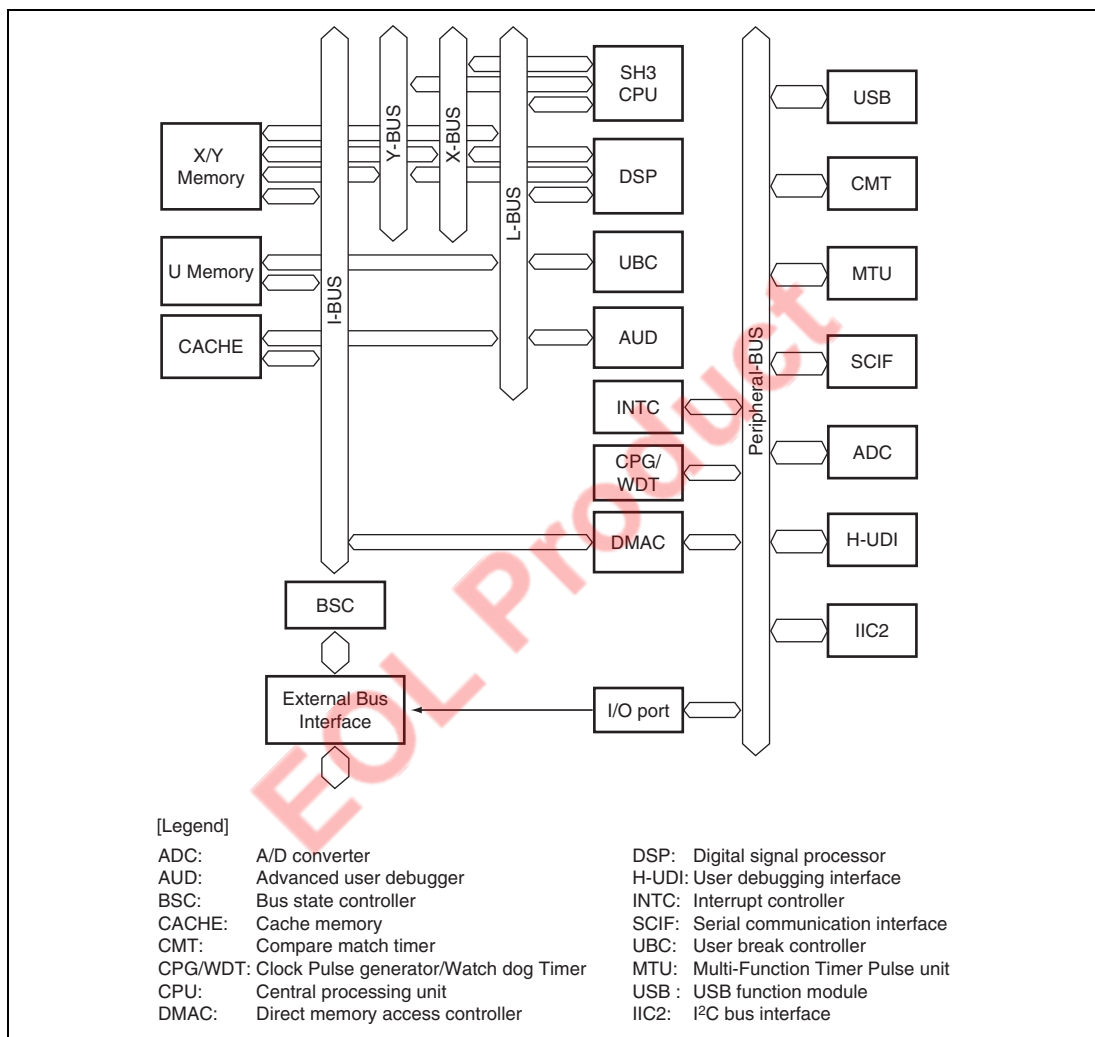 SH3
CPU
USB
X/Y
Memory
Y-BUS
X-BUS
DSP
CMT
L-BUS
U Memory
I-BUS
UBC
MTU
CACHE
AUD
Peripheral-BUS
SCIF
INTC
CPG/
WDT
ADC
DMAC
H-UDI
BSC
IIC2
External Bus
Interface
I/O port
EOL Product
[Legend]
ADC: A/D converter
AUD: Advanced user debugger
BSC: Bus state controller
CACHE: Cache memory
CMT: Compare match timer
CPG/WDT: Clock Pulse generator/Watch dog Timer
CPU: Central processing unit
DMAC: Direct memory access controller
DSP: Digital signal processor
H-UDI: User debugging interface
INTC: Interrupt controller
SCIF: Serial communication interface
UBC: User break controller
MTU: Multi-Function Timer Pulse unit
USB : USB function module
IIC2: I²C bus interface